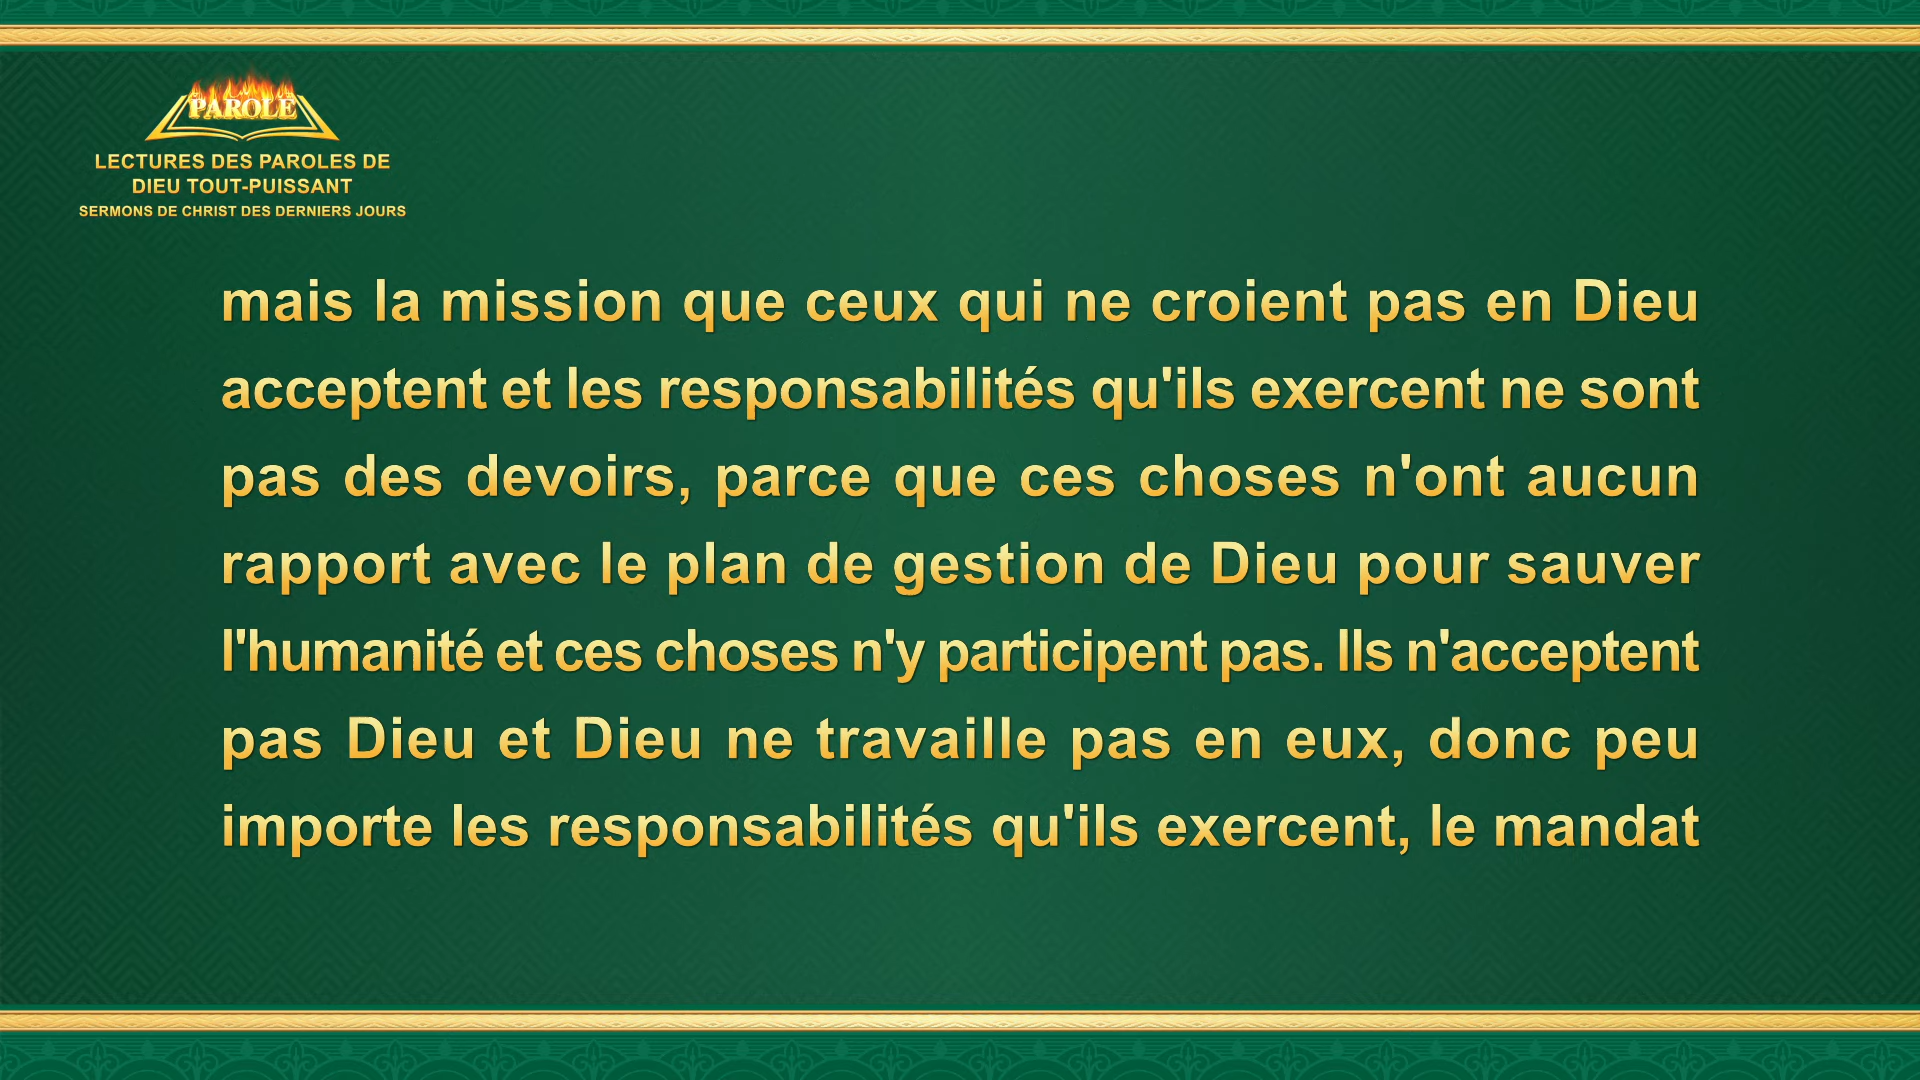 PAROLE
LECTURES DES PAROLES DE
DIEU TOUT-PUISSANT
SERMONS DE CHRIST DES DERNIERS JOURS
mais la mission que ceux qui ne croient pas en Dieu
acceptent et les responsabilités qu'ils exercent ne sont
pas des devoirs, parce que ces choses n'ont aucun
rapport avec le plan de gestion de Dieu pour sauver
l'humanité et ces choses n'y participent pas. Ils n'acceptent
pas Dieu et Dieu ne travaille pas en eux, donc peu
importe les responsabilités qu'ils exercent, le mandat